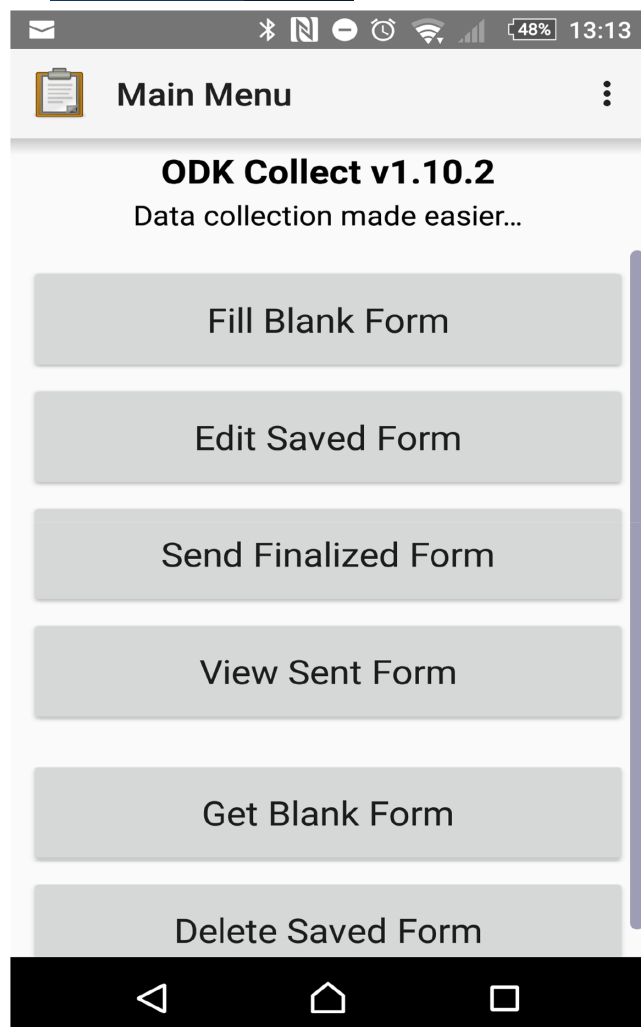 48% 13:13
Main Menu
ODK Collect v1.10.2
Data collection made easier...
Fill Blank Form
Edit Saved Form
Send Finalized Form
View Sent Form
Get Blank Form
Delete Saved Form